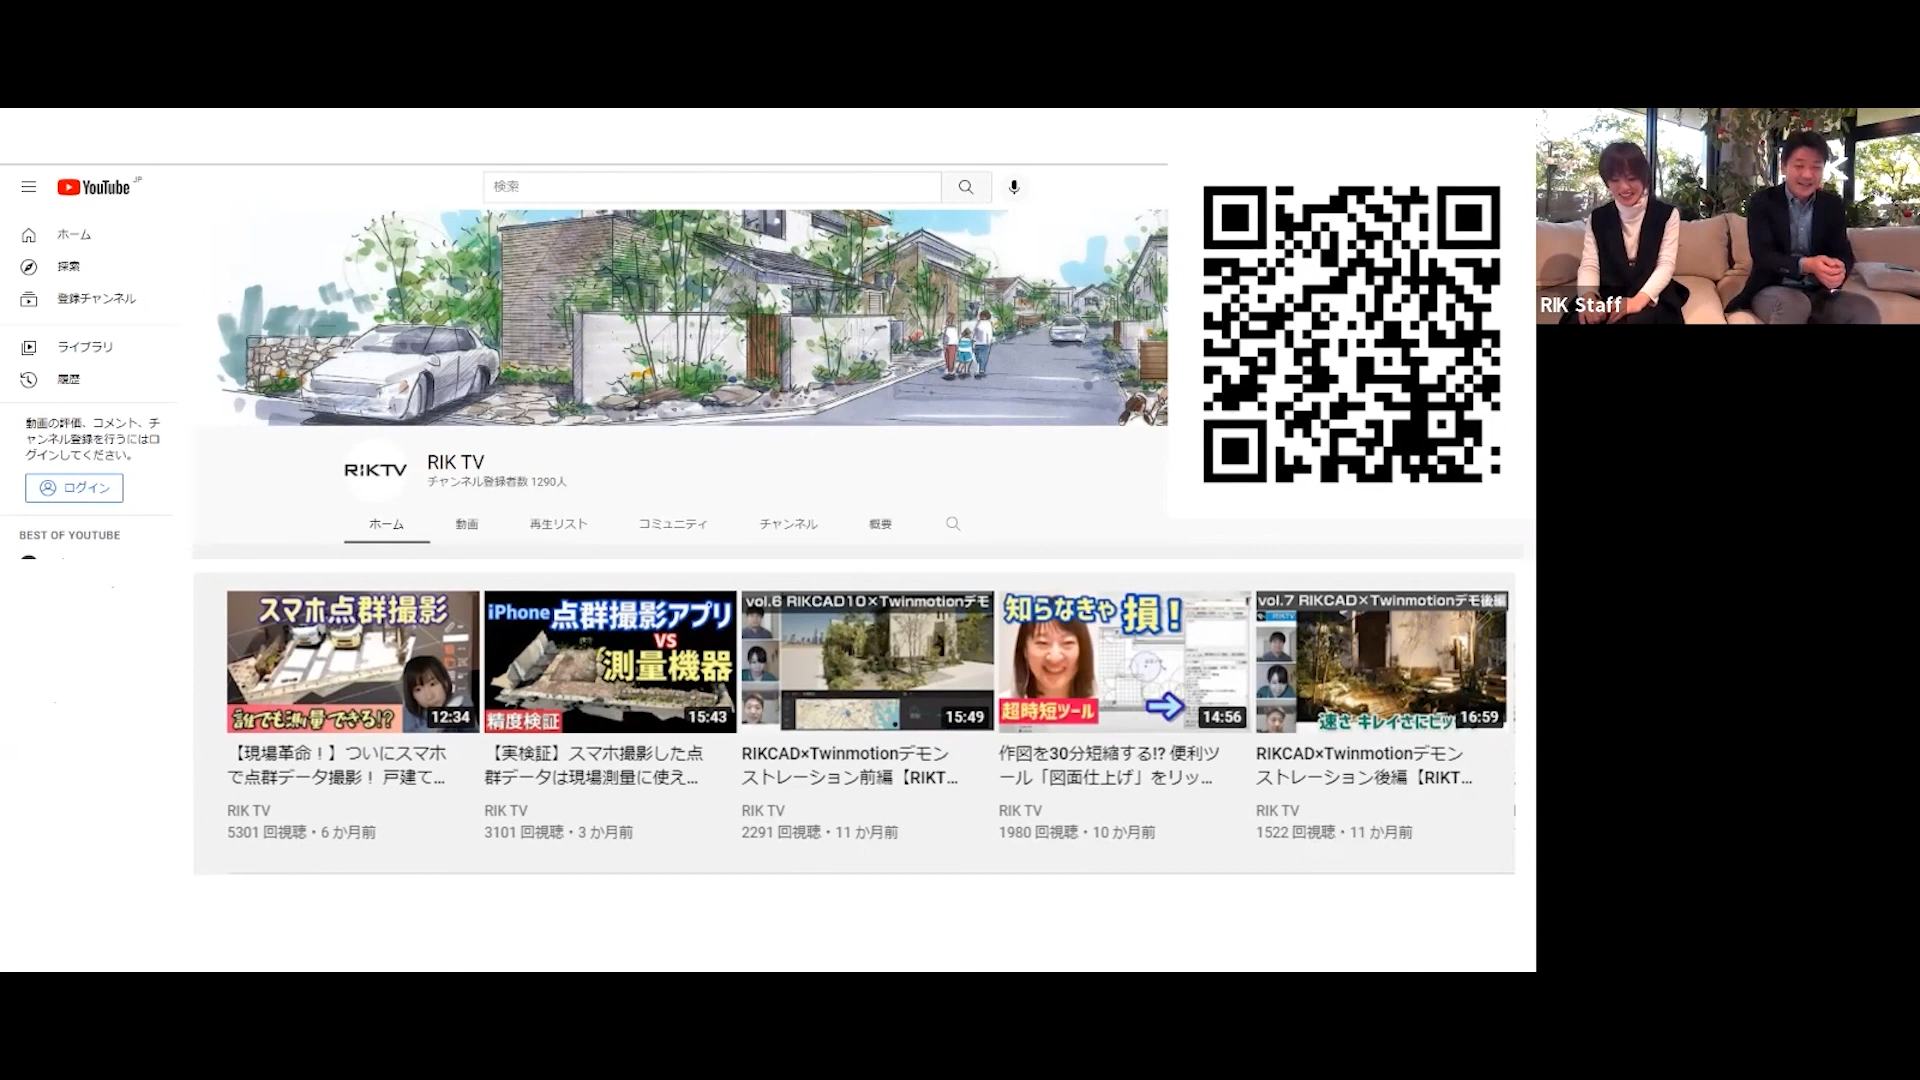 YouTube JP
検索
ホーム
探索
登録チャンネル
ライブラリ
履歴
動画の評価、コメント、チ
ャンネル登録を行うにはロ
グインしてください。
ログイン
BEST OF YOUTUBE
RIKTV
RIK TV
チャンネル登録者数 1290人
ホーム
動画
再生リスト
コミュニティ
チャンネル
概要
RIK Staff
スマホ点群撮影
誰でも測量できる!?
12:34
【現場革命！】ついにスマホ
で点群データ撮影！ 戸建て...
RIK TV
5301 回視聴・6 か月前
iPhone点群撮影アプリ
VS
測量機器
精度検証
15:43
【実検証】スマホ撮影した点
群データは現場測量に使え...
RIK TV
3101 回視聴・3 か月前
vol.6 RIKCAD10×Twinmotionデモ
15:49
RIKCAD×Twinmotionデモン
ストレーション前編【RIKT...
RIK TV
2291 回視聴・11 か月前
知らなきゃ損！
超時短ツール
14:56
作図を30分短縮する!? 便利ツ
ール「図面仕上げ」をリッ...
RIK TV
1980 回視聴・10 か月前
vol.7 RIKCAD×Twinmotionデモ後編
RIKTV
速さ キレイさにビッ
16:59
RIKCAD×Twinmotionデモン
ストレーション後編【RIKT...
RIK TV
1522 回視聴・11 か月前